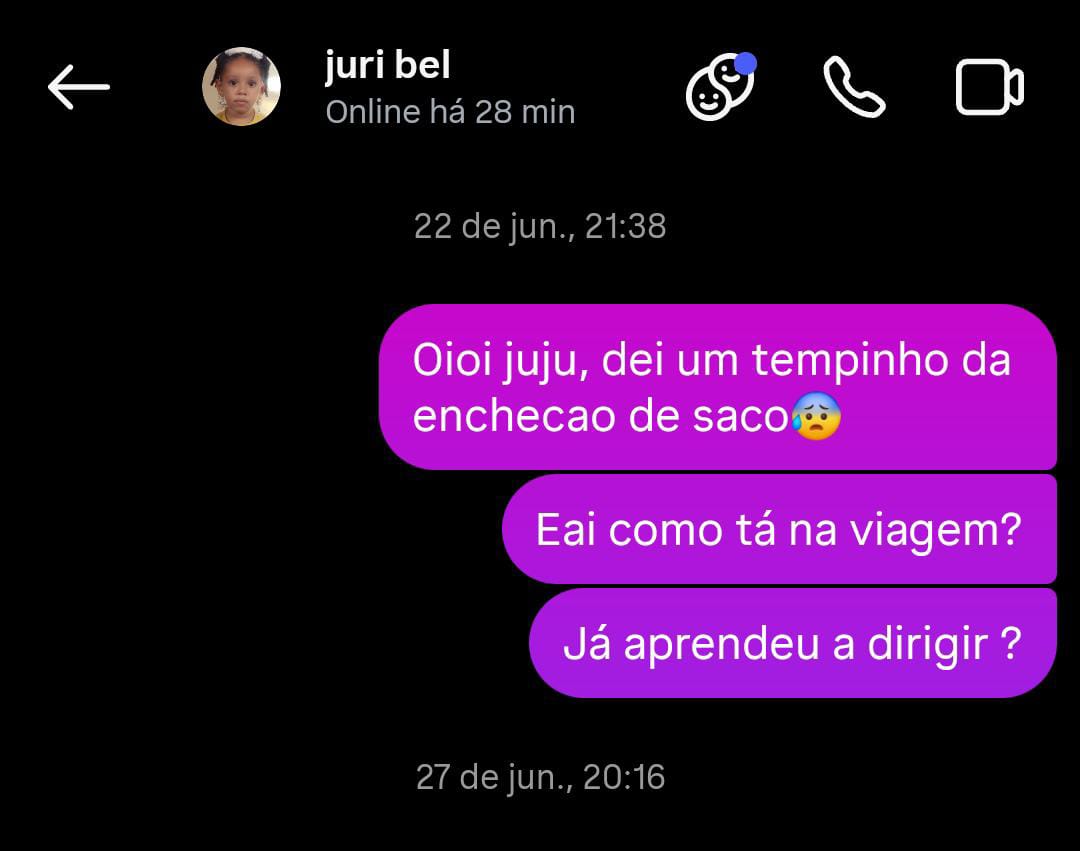 juri bel
Online há 28 min
22 de jun., 21:38
Oioi juju, dei um tempinho da
enchecao de saco😰
Eai como tá na viagem?
Já aprendeu a dirigir ?
27 de jun., 20:16